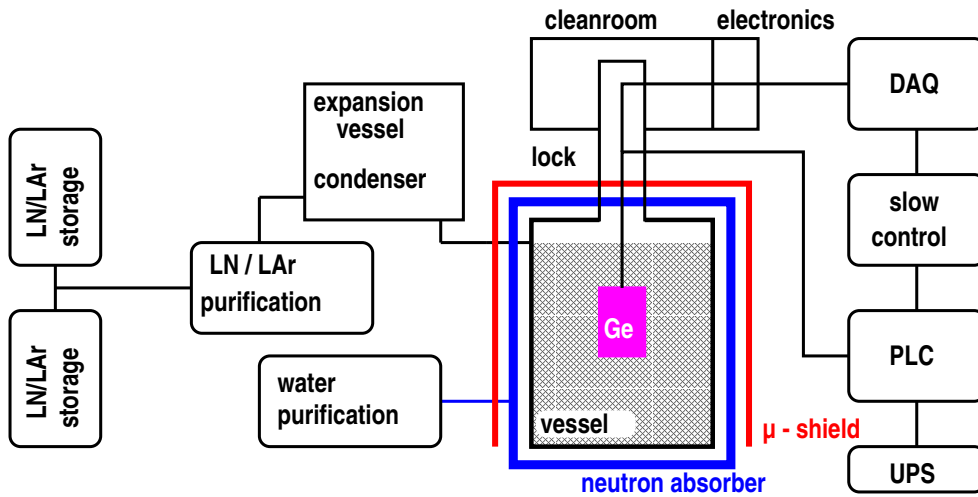 cleanroom
electronics
expansion
vessel
condenser
lock
DAQ
LN/LAr
storage
LN / LAr
purification
slow
control
Ge
LN/LAr
storage
water
purification
vessel
PLC
μ - shield
neutron absorber
UPS